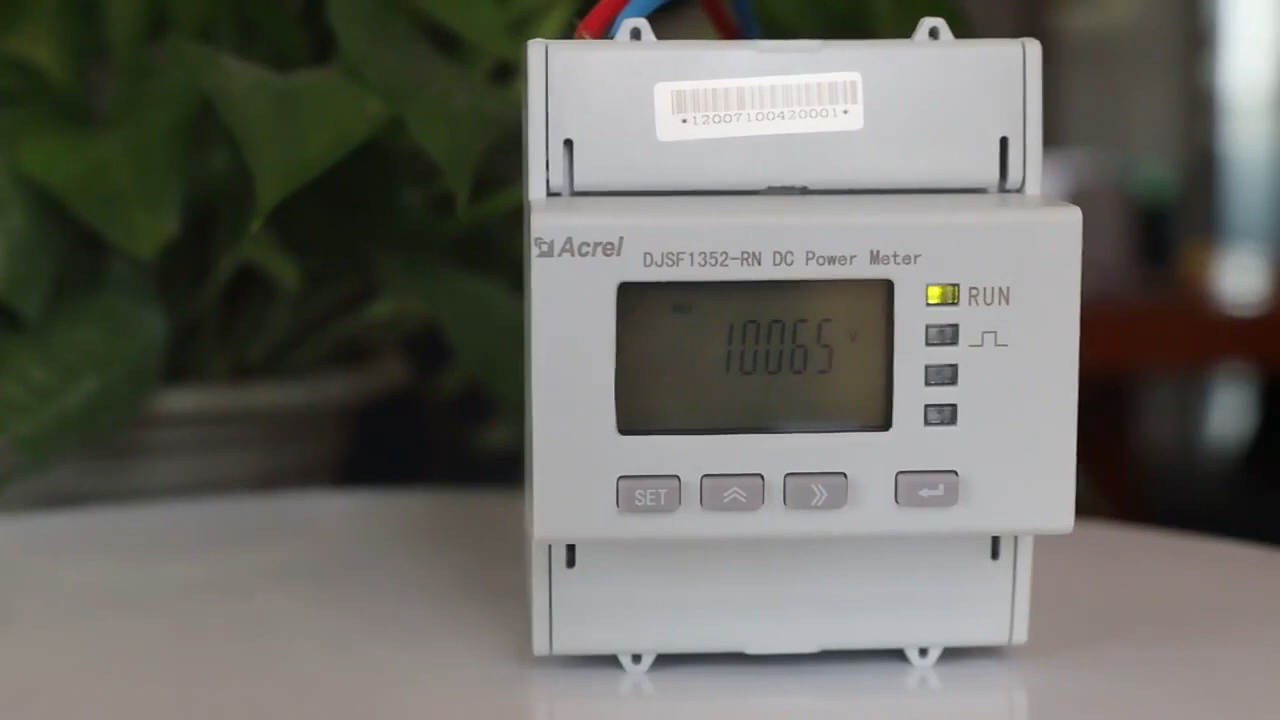 *12007100420001*
Acrel
DJSF1352-RN DC Power Meter
RUN
10065 V
SET